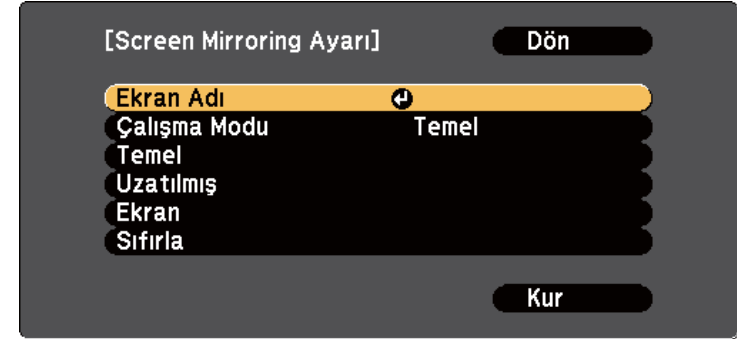 [Screen Mirroring Ayarı] Dön
Ekran Adı
Çalışma Modu Temel
Temel
Uzatılmış
Ekran
Sıfırla
Kur